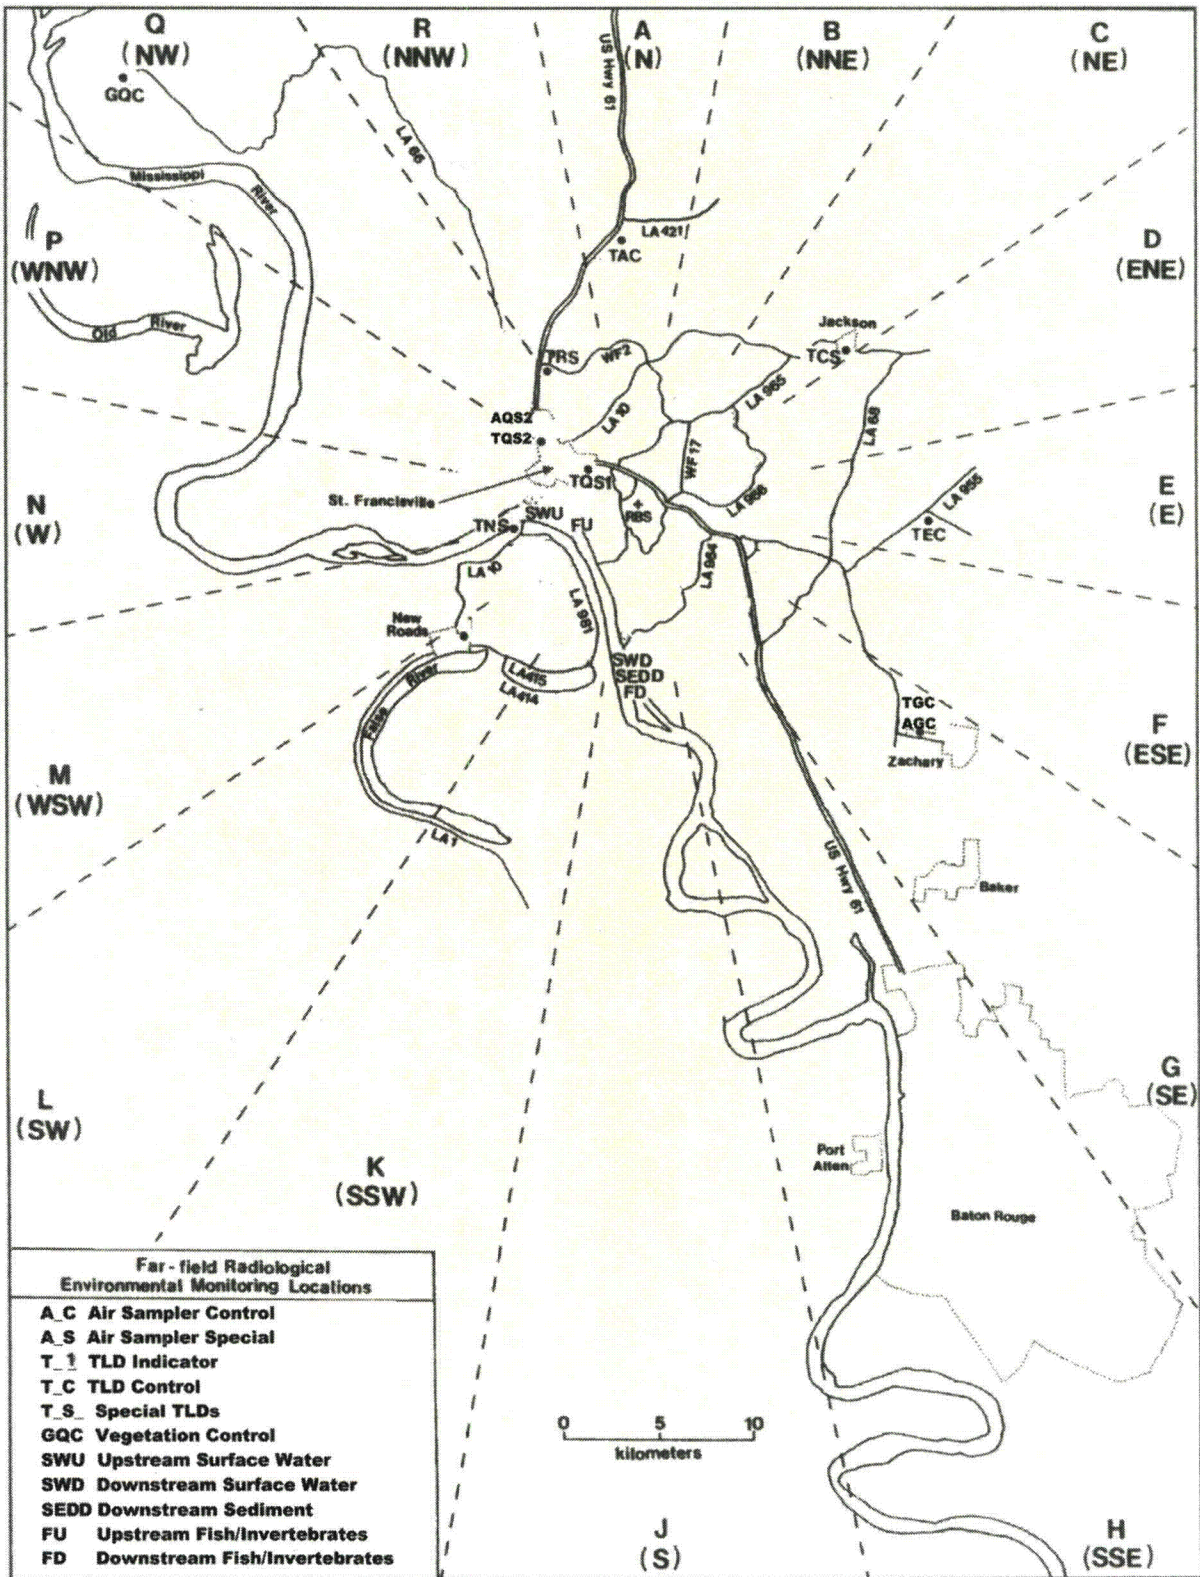 Q
(NW)
R
(NNW)
A
(N)
B
(NNE)
C
(NE)
US Hwy 61
GQC
LA 66
Mississippi
River
P
(WNW)
LA 421
TAC
D
(ENE)
Old River
Jackson
TRS
WF2
TCS
LA 965
AQS2
LA 10
LA 68
TQS2
WF 17
TQS1
LA 955
E
(E)
St. Francisville
LA 966
N
(W)
SWU
RBS
TNS
FU
TEC
LA 10
LA 964
LA 981
New
Roads
SWD
LA415
SEDD
River
LA414
FD
TGC
False
AGC
F
(ESE)
Zachary
M
(WSW)
LA 1
US Hwy 61
Baker
G
(SE)
L
(SW)
Port
Allen
K
(SSW)
Baton Rouge
Far-field Radiological
Environmental Monitoring Locations
A_C Air Sampler Control
A_S Air Sampler Special
T_1 TLD Indicator
T_C TLD Control
T_S_ Special TLDs
GQC Vegetation Control
SWU Upstream Surface Water
SWD Downstream Surface Water
SEDD Downstream Sediment
FU Upstream Fish/Invertebrates
FD Downstream Fish/Invertebrates
0 5 10
kilometers
J
(S)
H
(SSE)